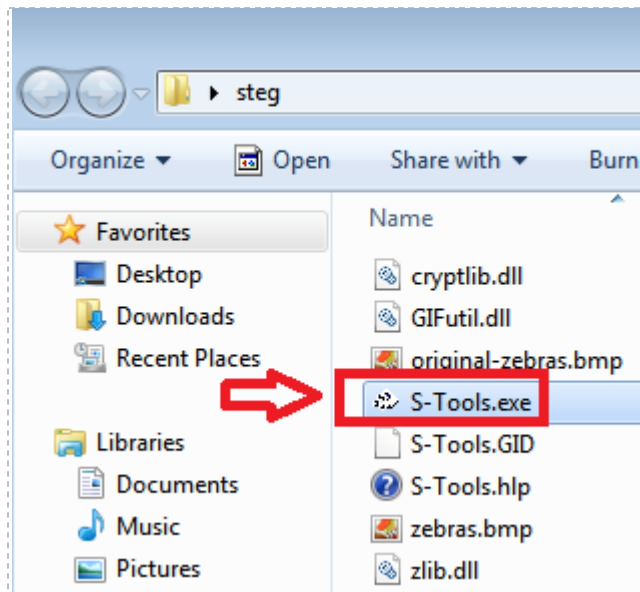 steg
Organize Open Share with Burn
Favorites
Desktop
Downloads
Recent Places
Libraries
Documents
Music
Pictures
Name
cryptlib.dll
GIFutil.dll
original-zebras.bmp
S-Tools.exe
S-Tools.GID
S-Tools.hlp
zebras.bmp
zlib.dll